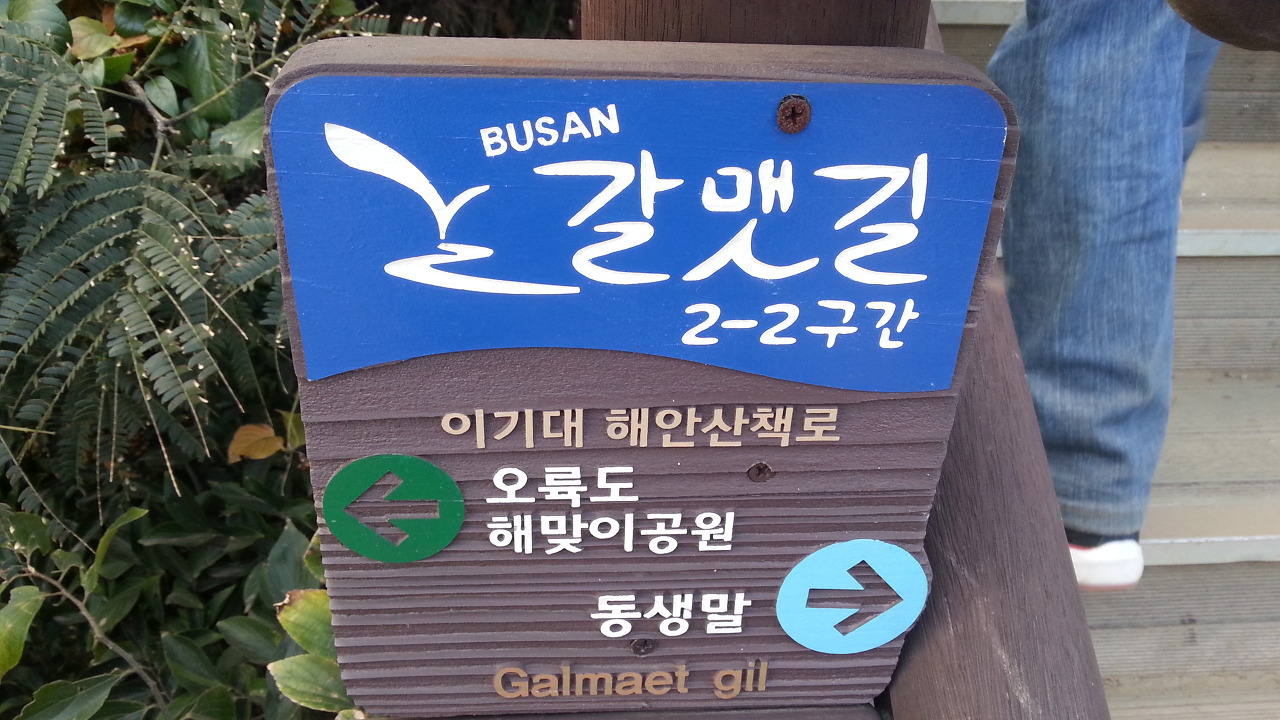 BUSAN
갈맷길
2-2구간
이기대 해안산책로
오륙도
해맞이공원
동생말
Galmaet gil